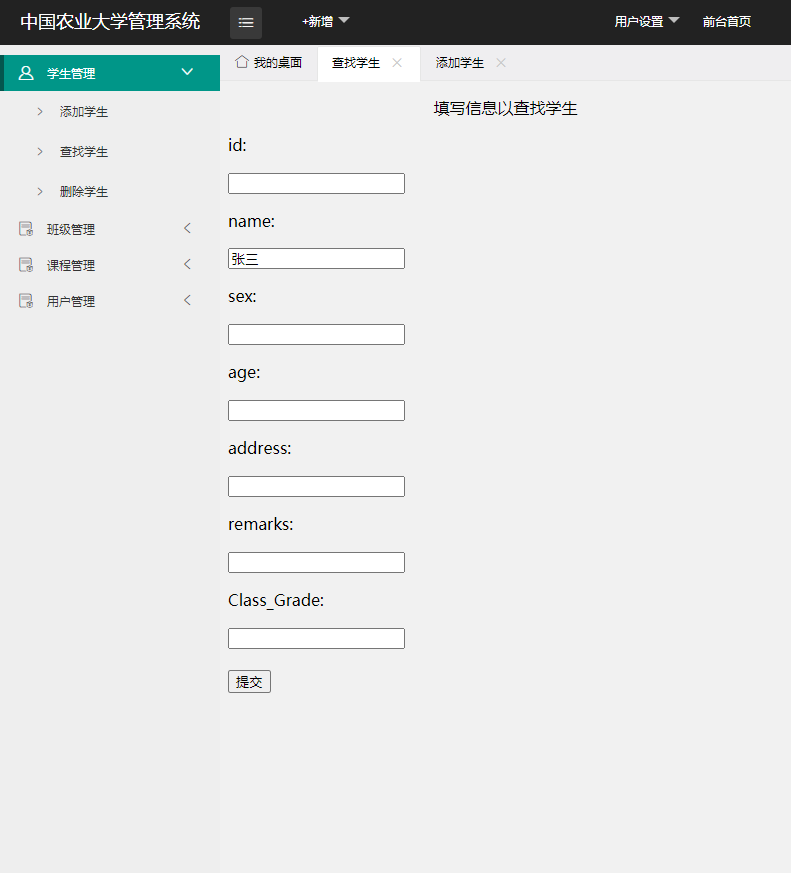 中国农业大学管理系统
+新增
用户设置
前台首页
学生管理
添加学生
查找学生
删除学生
班级管理
课程管理
用户管理
我的桌面
查找学生
添加学生
填写信息以查找学生
id:
name:
张三
sex:
age:
address:
remarks:
Class_Grade:
提交